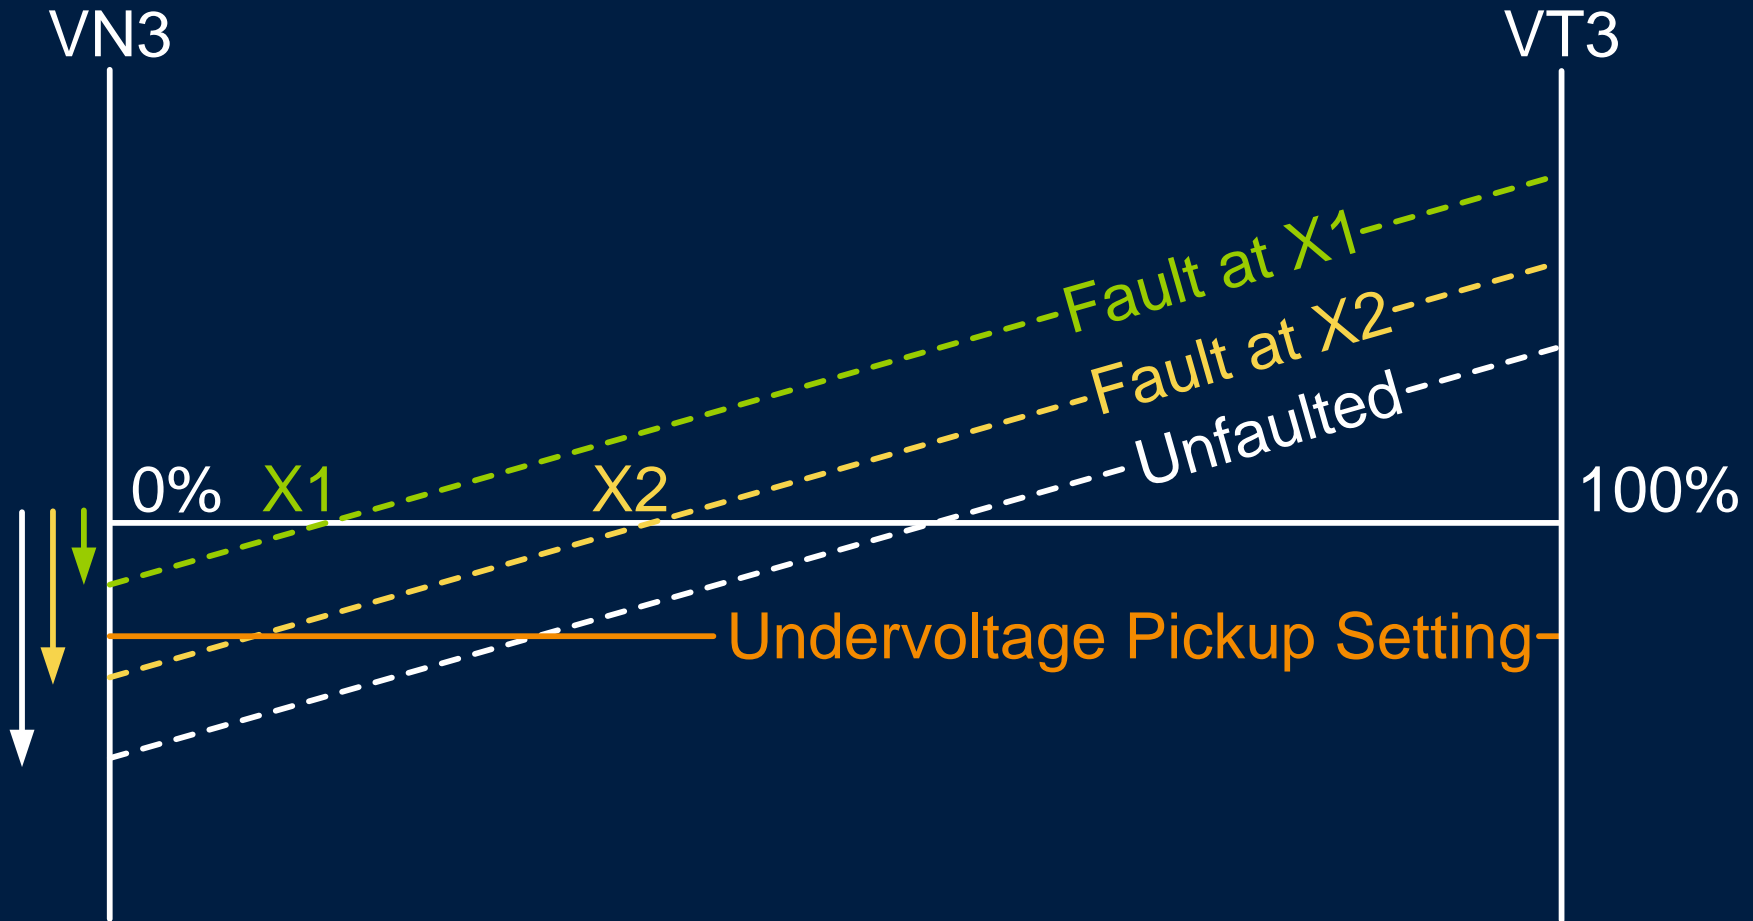 VN3
VT3
Fault at X1
Fault at X2
Unfaulted
0%
X1
X2
100%
Undervoltage Pickup Setting